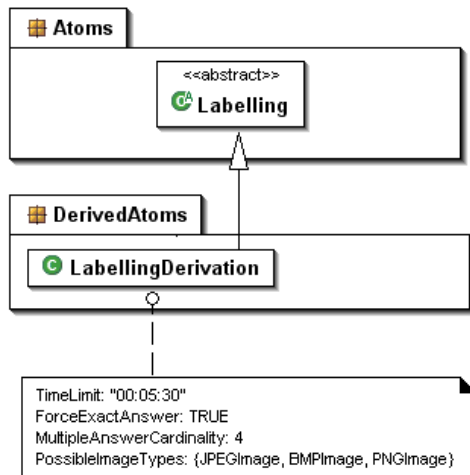 Atoms
<<abstract>>
Labelling
DerivedAtoms
LabellingDerivation
TimeLimit: "00:05:30"
ForceExactAnswer: TRUE
MultipleAnswerCardinality: 4
PossibleImageTypes: {JPEGImage, BMPImage, PNGImage}